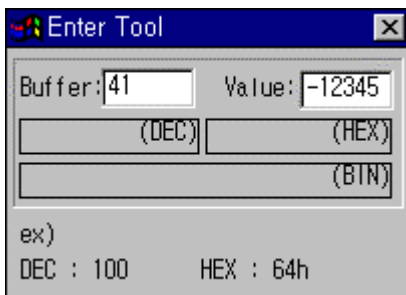 Enter Tool
Buffer: 41 Value: -12345
(DEC) (HEX)
(BIN)
ex)
DEC : 100 HEX : 64h